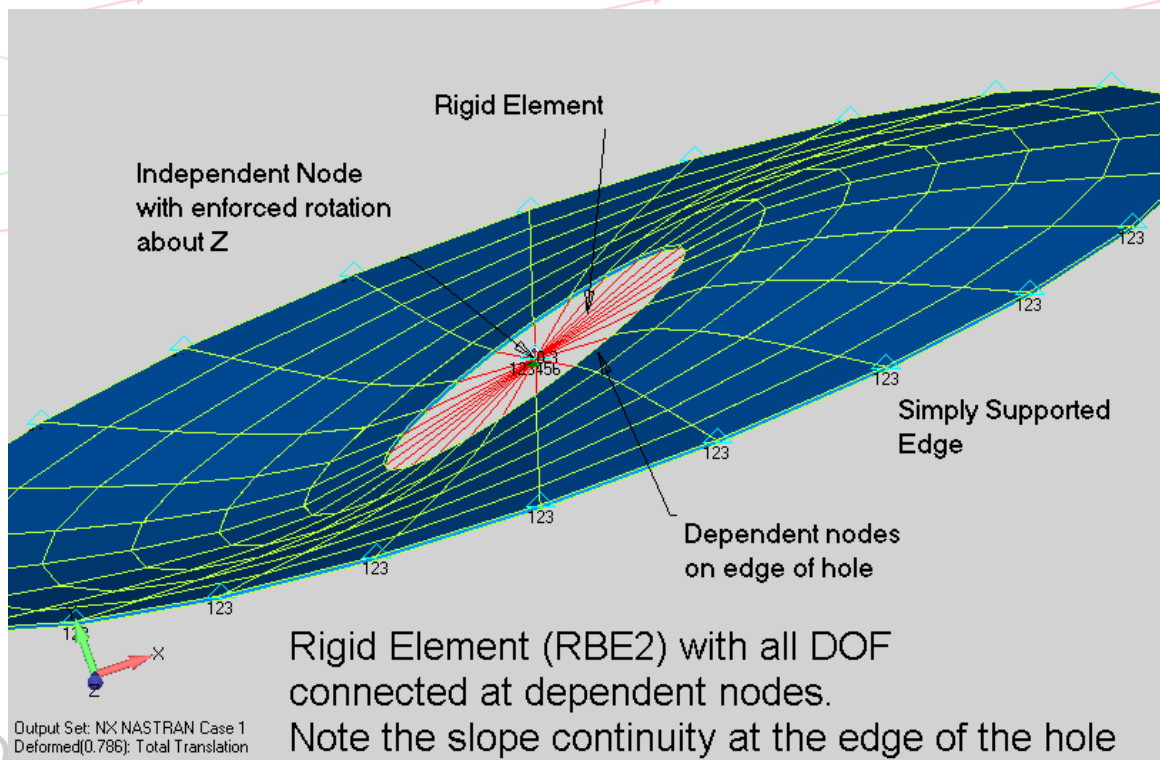 Rigid Element
Independent Node
with enforced rotation
about Z
123456
123
123
123
123
Simply Supported
Edge
123
123
Dependent nodes
on edge of hole
123
123
X
Z
Rigid Element (RBE2) with all DOF
connected at dependent nodes.
Note the slope continuity at the edge of the hole
Output Set: NX NASTRAN Case 1
Deformed(0.786): Total Translation